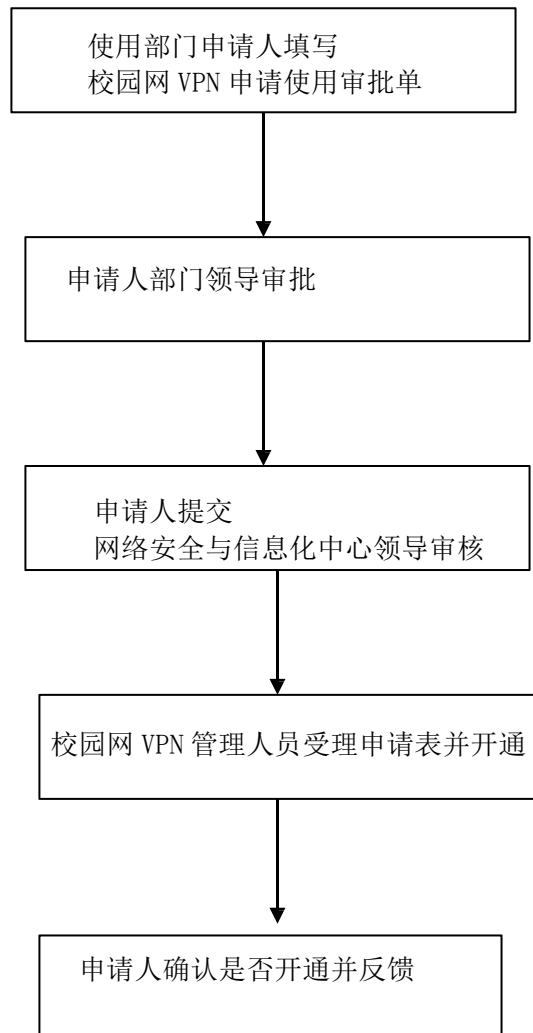 使用部门申请人填写
校园网 VPN 申请使用审批单
申请人部门领导审批
申请人提交
网络安全与信息化中心领导审核
校园网 VPN 管理人员受理申请表并开通
申请人确认是否开通并反馈